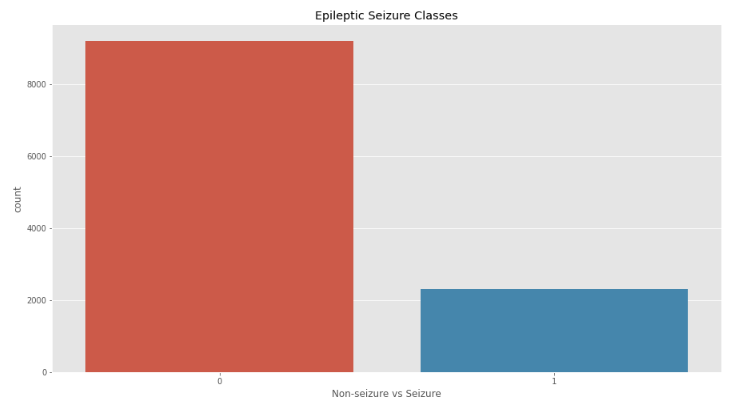 Epileptic Seizure Classes
8000
6000
4000
2000
0
count
0 1
Non-seizure vs Seizure